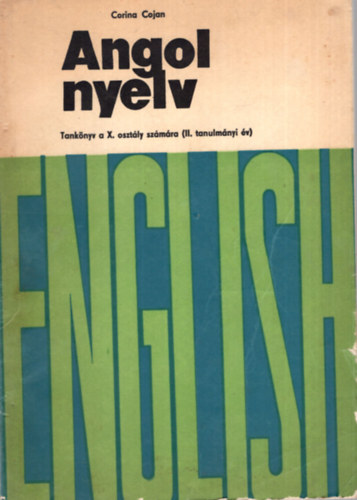 Corina Cojan
Angol
nyelv
Tankönyv a X. osztály számára (II. tanulmányi év)
ENGLISH